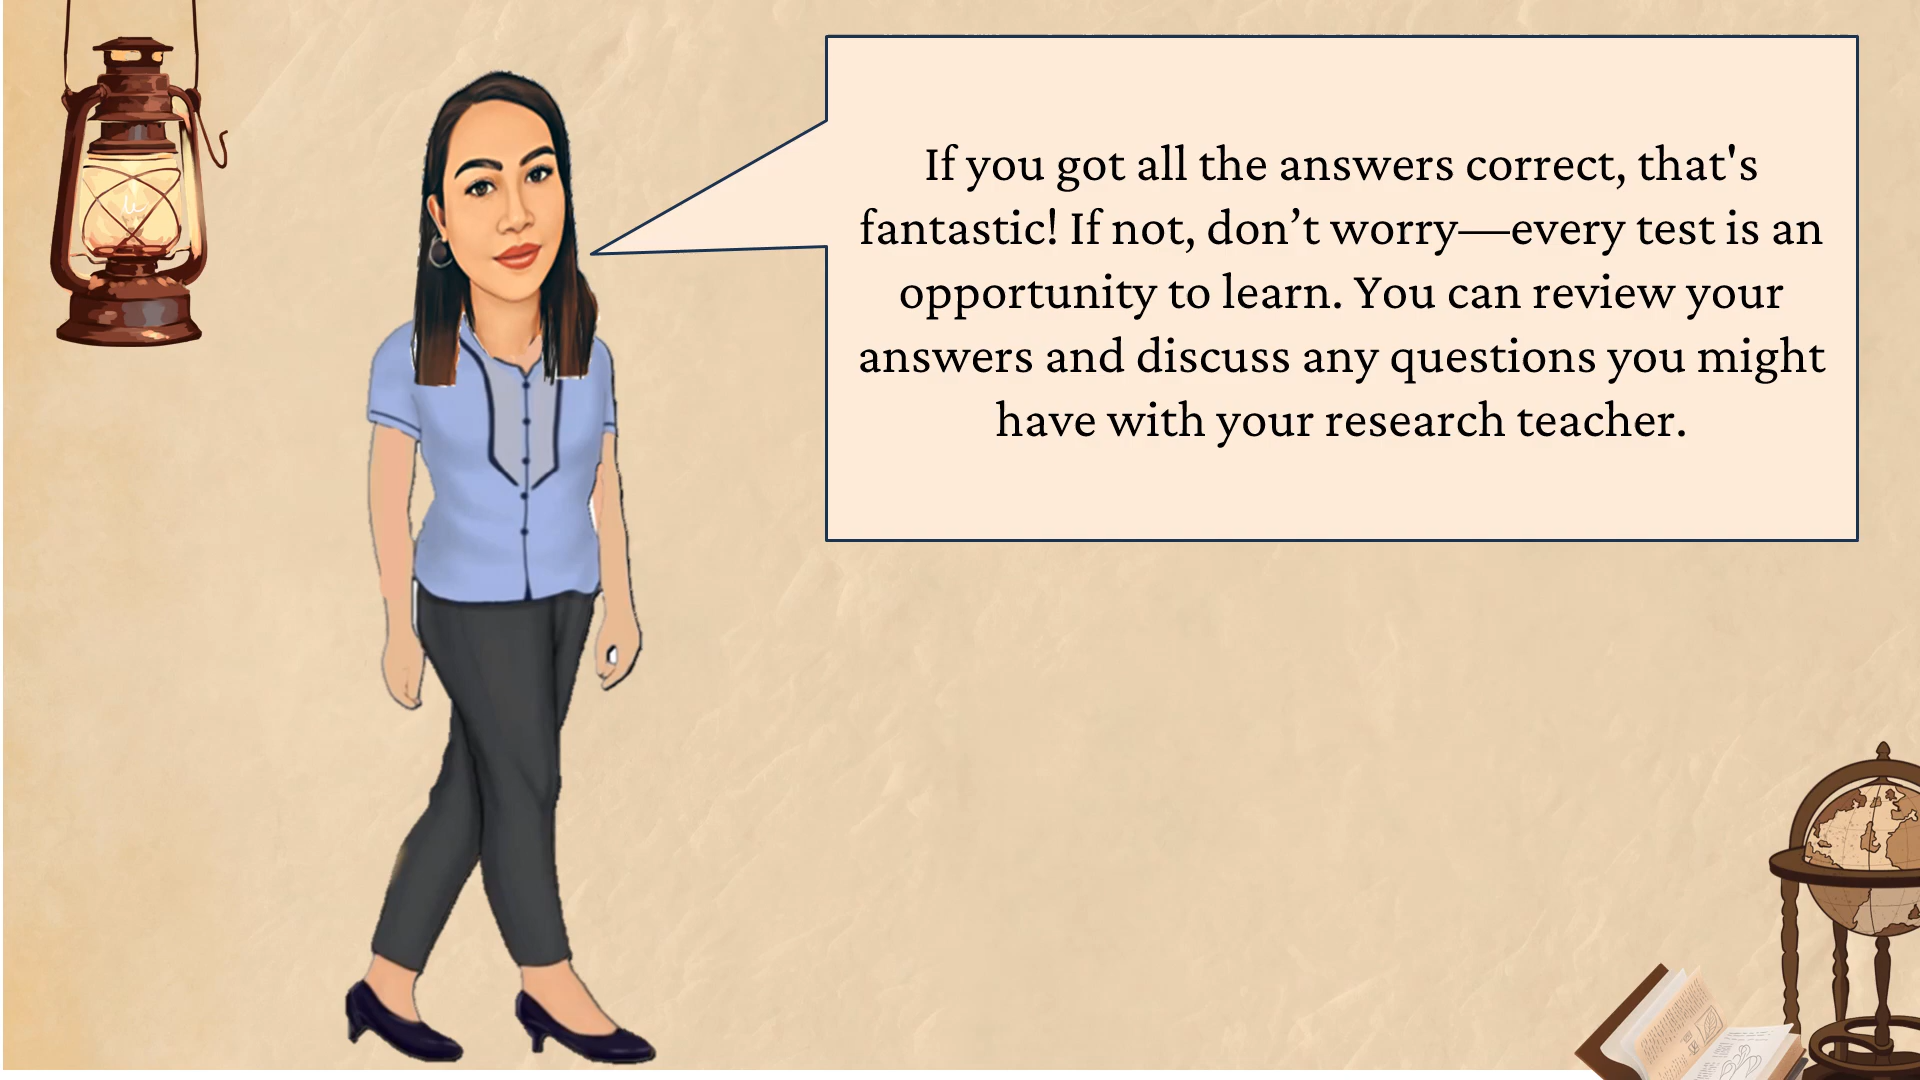 If you got all the answers correct, that's
fantastic! If not, don’t worry—every test is an
opportunity to learn. You can review your
answers and discuss any questions you might
have with your research teacher.